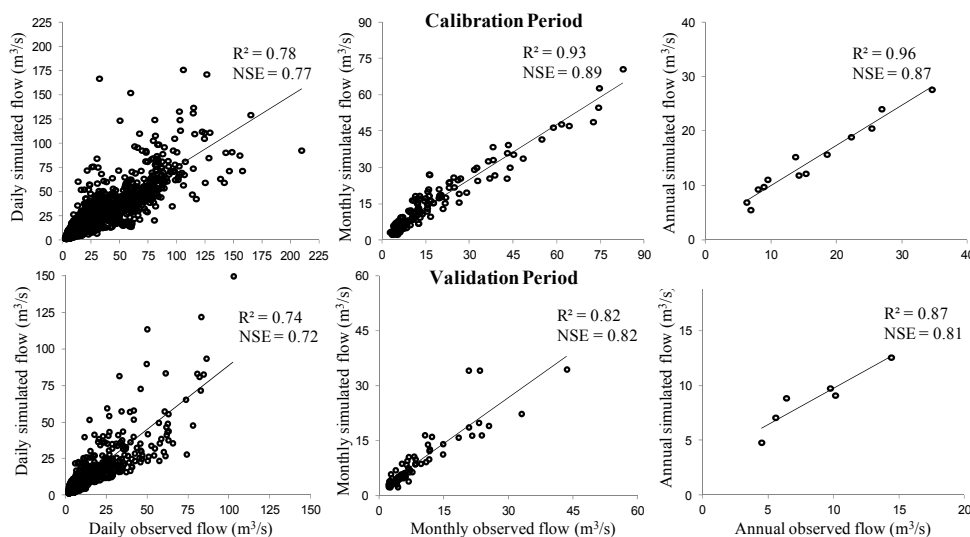 Calibration Period
Daily simulated flow (m³/s)
225
200
175
150
125
100
75
50
25
0
0 25 50 75 100 125 150 175 200 225
R² = 0.78
NSE = 0.77
Monthly simulated flow (m³/s)
90
75
60
45
30
15
0
0 15 30 45 60 75 90
R² = 0.93
NSE = 0.89
Annual simulated flow (m³/s)
40
30
20
10
0
0 10 20 30 40
R² = 0.96
NSE = 0.87
Validation Period
Daily simulated flow (m³/s)
150
125
100
75
50
25
0
0 25 50 75 100 125 150
Daily observed flow (m³/s)
R² = 0.74
NSE = 0.72
Monthly simulated flow (m³/s)
60
45
30
15
0
0 15 30 45 60
Monthly observed flow (m³/s)
R² = 0.82
NSE = 0.82
Annual simulated flow (m³/s)
15
10
5
0
0 5 10 15 20
Annual observed flow (m³/s)
R² = 0.87
NSE = 0.81